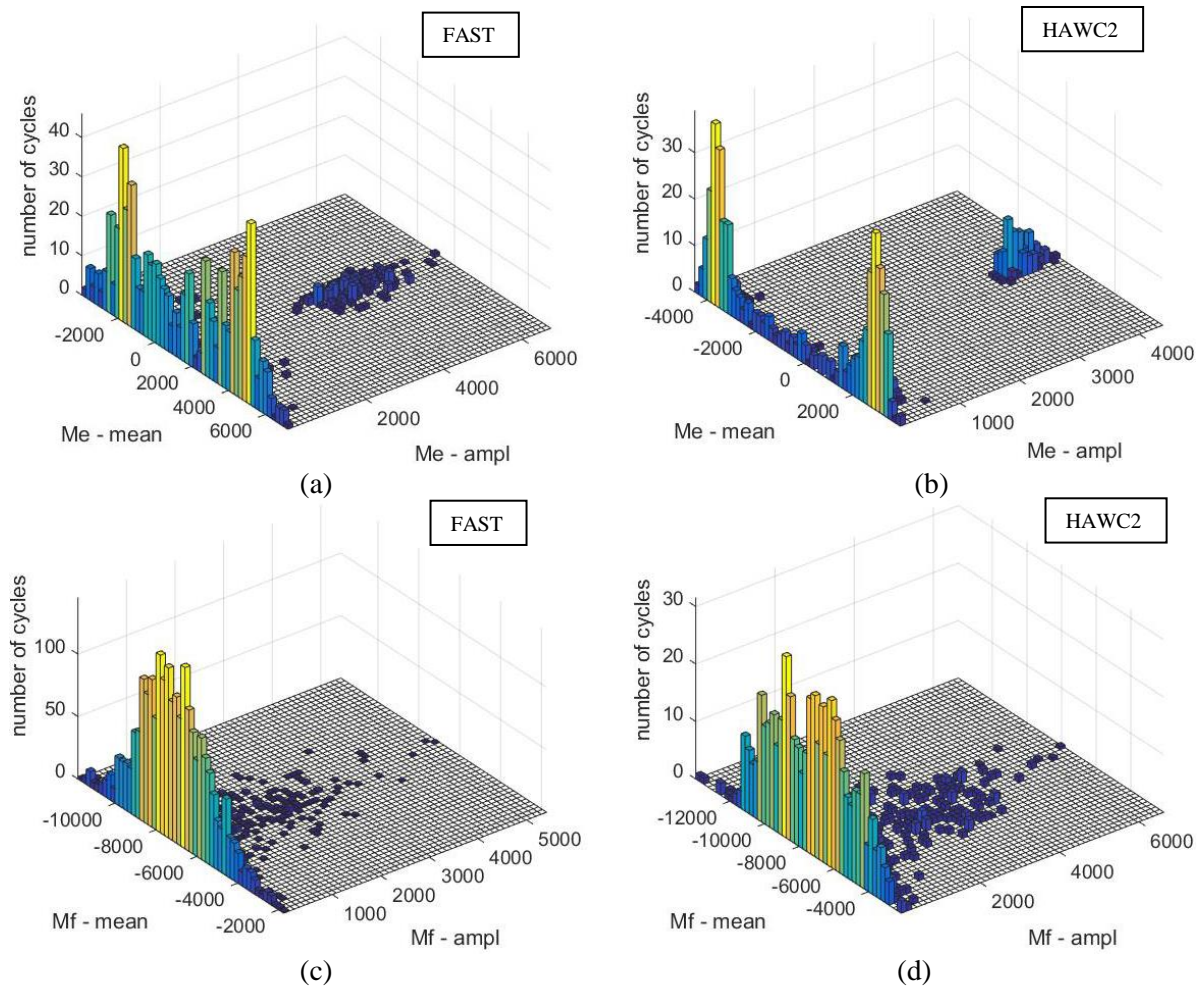 FAST
HAWC2
number of cycles
40
30
20
10
0
-2000
0
2000
4000
6000
Me - mean
2000
4000
6000
Me - ampl
(a)
number of cycles
30
20
10
0
-4000
-2000
0
2000
Me - mean
1000
2000
3000
4000
Me - ampl
(b)
FAST
HAWC2
number of cycles
100
50
0
-10000
-8000
-6000
-4000
-2000
Mf - mean
1000
2000
3000
4000
5000
Mf - ampl
(c)
number of cycles
30
20
10
0
-12000
-10000
-8000
-6000
-4000
Mf - mean
2000
4000
6000
Mf - ampl
(d)